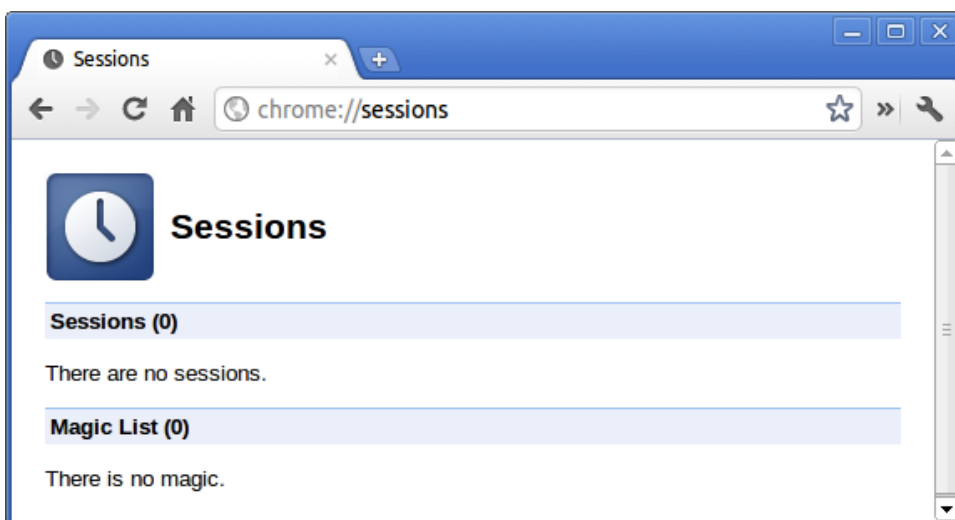 Sessions
chrome://sessions
Sessions
Sessions (0)
There are no sessions.
Magic List (0)
There is no magic.